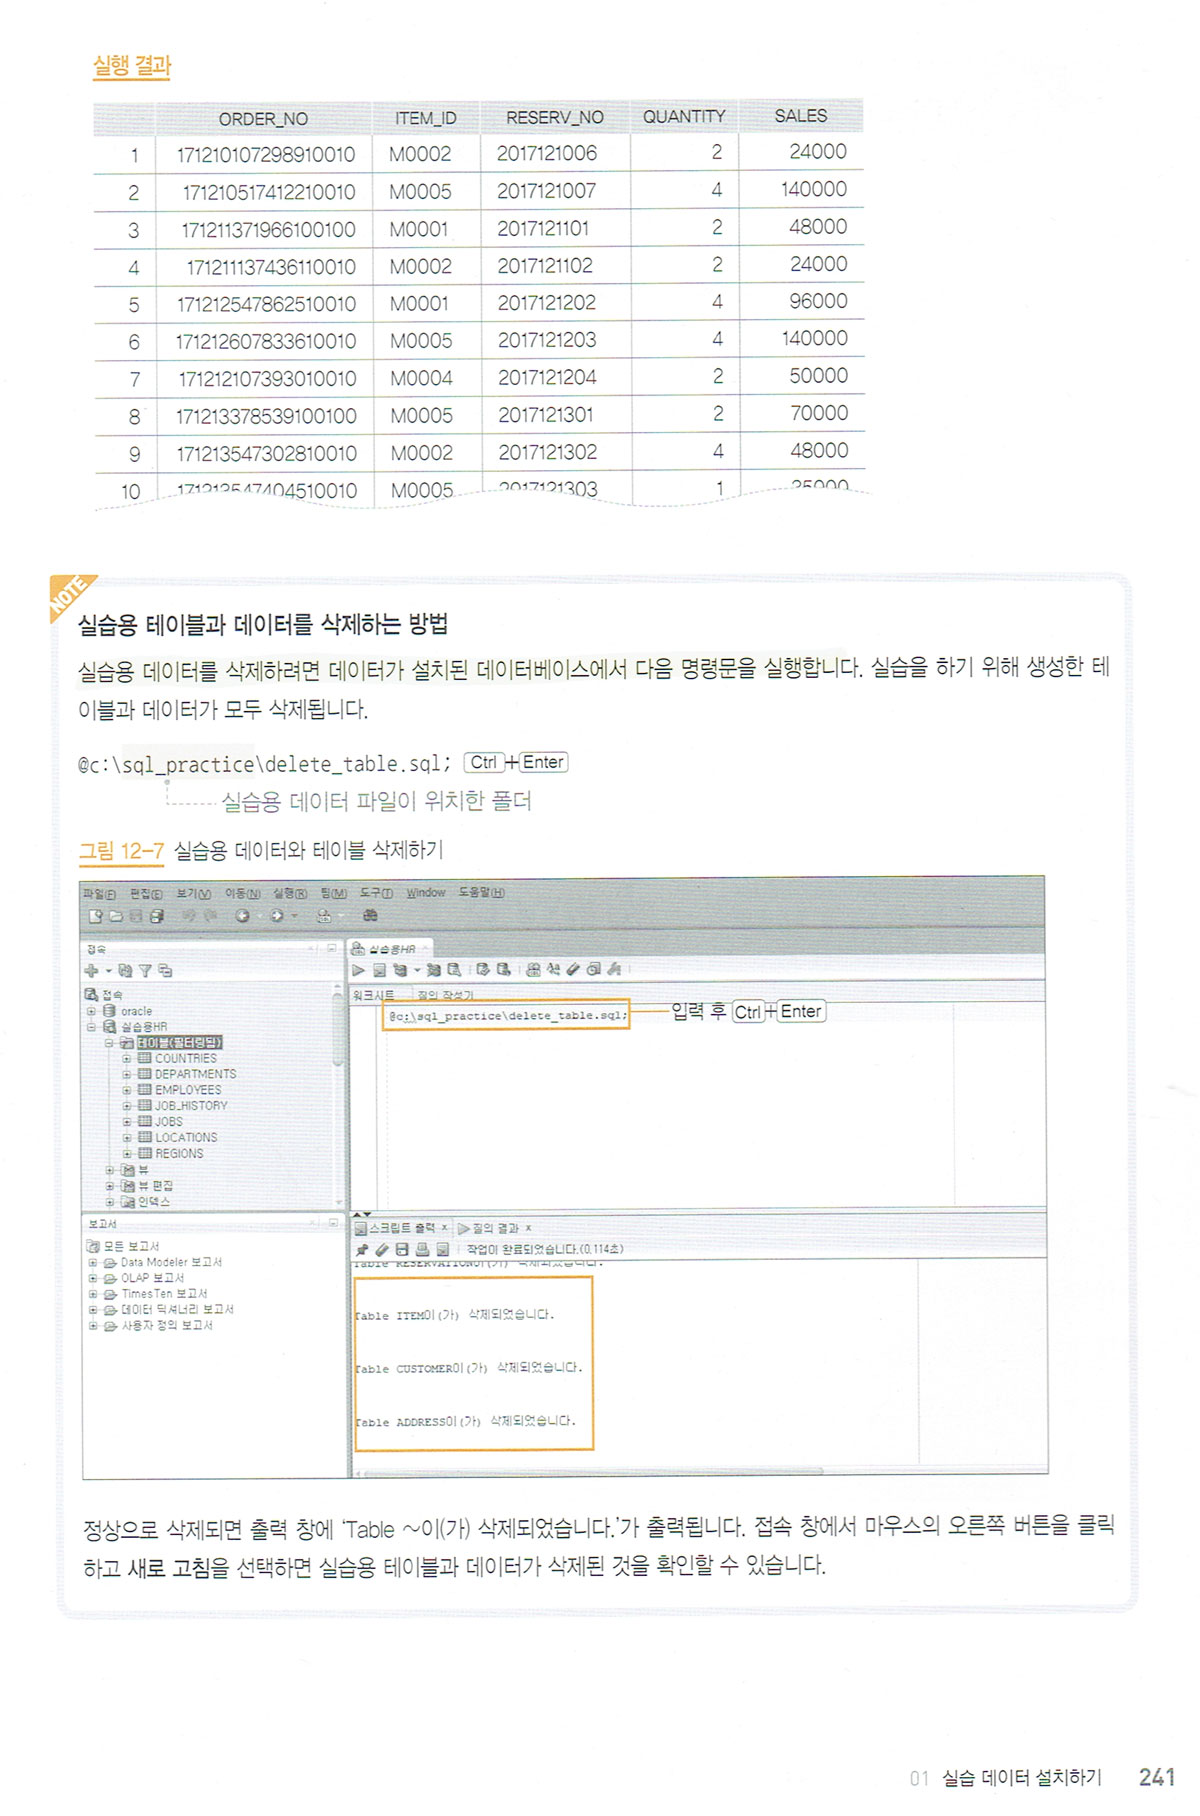 실행 결과
ORDER_NO ITEM_ID RESERV_NO QUANTITY SALES
1 171210107298910010 M0002 2017121006 2 24000
2 171210517412210010 M0005 2017121007 4 140000
3 171211371966100100 M0001 2017121101 2 48000
4 171211137436110010 M0002 2017121102 2 24000
5 171212547862510010 M0001 2017121202 4 96000
6 171212607833610010 M0005 2017121203 4 140000
7 171212107393010010 M0004 2017121204 2 50000
8 171213378539100100 M0005 2017121301 2 70000
9 171213547302810010 M0002 2017121302 4 48000
10 171213547404510010 M0005 2017121303 1 35000
NOTE
실습용 테이블과 데이터를 삭제하는 방법
실습용 데이터를 삭제하려면 데이터가 설치된 데이터베이스에서 다음 명령문을 실행합니다. 실습을 하기 위해 생성한 테
이블과 데이터가 모두 삭제됩니다.
@c:\sql_practice\delete_table.sql; Ctrl+Enter
실습용 데이터 파일이 위치한 폴더
그림 12-7 실습용 데이터와 테이블 삭제하기
파일(F) 편집(E) 보기(V) 이동(N) 실행(R) 팀(M) 도구(T) Window 도움말(H)
접속
접속
oracle
실습용HR
테이블(필터링됨)
COUNTRIES
DEPARTMENTS
EMPLOYEES
JOB_HISTORY
JOBS
LOCATIONS
REGIONS
뷰
뷰 편집
인덱스
보고서
모든 보고서
Data Modeler 보고서
OLAP 보고서
TimesTen 보고서
데이터 딕셔너리 보고서
사용자 정의 보고서
실습용HR
워크시트 질의 작성기
@c:\sql_practice\delete_table.sql; 입력 후 Ctrl+Enter
스크립트 출력 x 질의 결과 x
작업이 완료되었습니다.(0.114초)
Table RESERVATION이(가) 삭제되었습니다.
Table ITEM이(가) 삭제되었습니다.
Table CUSTOMER이(가) 삭제되었습니다.
Table ADDRESS이(가) 삭제되었습니다.
정상으로 삭제되면 출력 창에 'Table ~이(가) 삭제되었습니다.'가 출력됩니다. 접속 창에서 마우스의 오른쪽 버튼을 클릭
하고 새로 고침을 선택하면 실습용 테이블과 데이터가 삭제된 것을 확인할 수 있습니다.
01 실습 데이터 설치하기 241